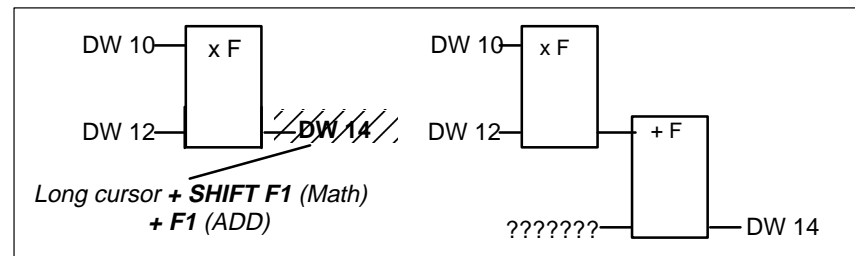 DW 10 x F DW 10 x F
DW 12 DW 14 DW 12 + F
Long cursor + SHIFT F1 (Math)
+ F1 (ADD)
??????? DW 14